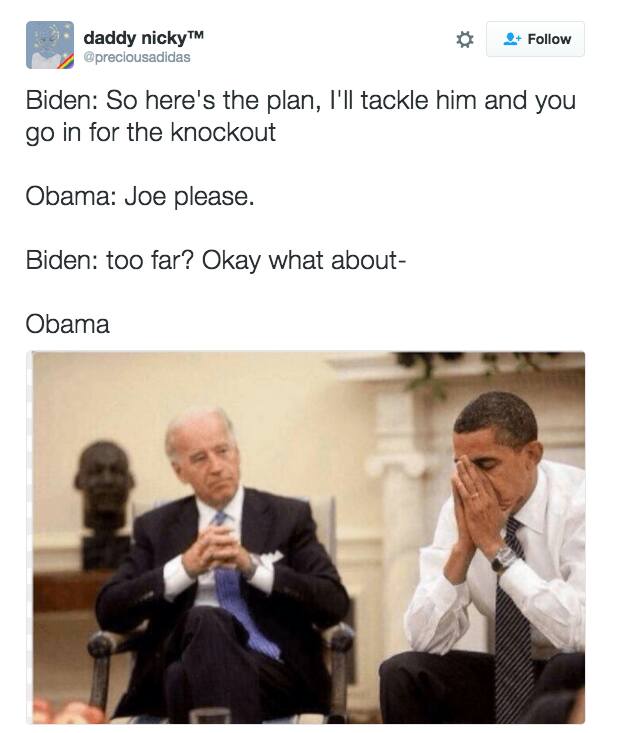 daddy nicky™
@preciousadidas
Follow
Biden: So here's the plan, I'll tackle him and you
go in for the knockout
Obama: Joe please.
Biden: too far? Okay what about-
Obama